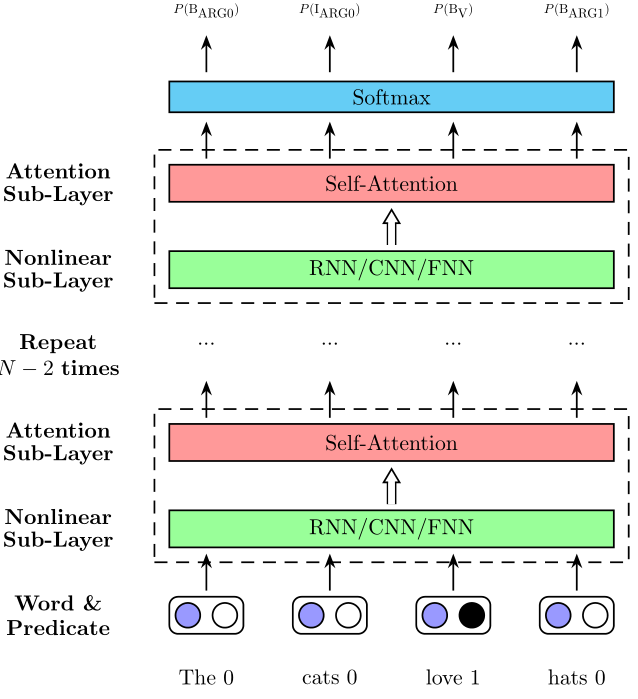 P(B_ARG0) P(I_ARG0) P(B_V) P(B_ARG1)
Softmax
Attention
Sub-Layer
Self-Attention
Nonlinear
Sub-Layer
RNN/CNN/FNN
Repeat
N − 2 times
... ... ... ...
Attention
Sub-Layer
Self-Attention
Nonlinear
Sub-Layer
RNN/CNN/FNN
Word &
Predicate
The 0 cats 0 love 1 hats 0